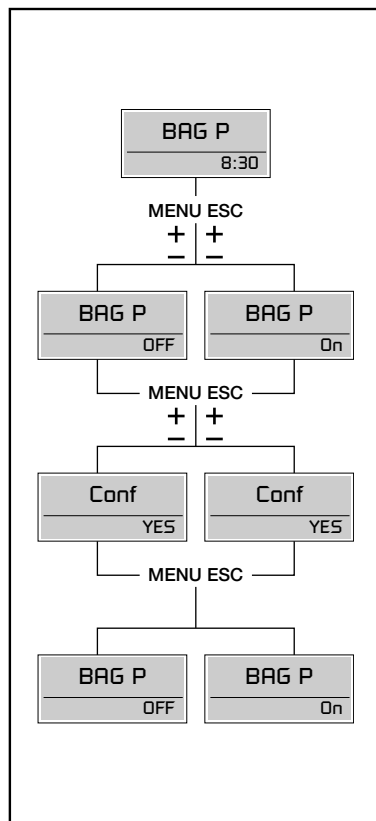 BAG P
8:30
MENU ESC
+ +
– –
BAG P BAG P
OFF On
MENU ESC
+ +
– –
Conf Conf
YES YES
MENU ESC
BAG P BAG P
OFF On